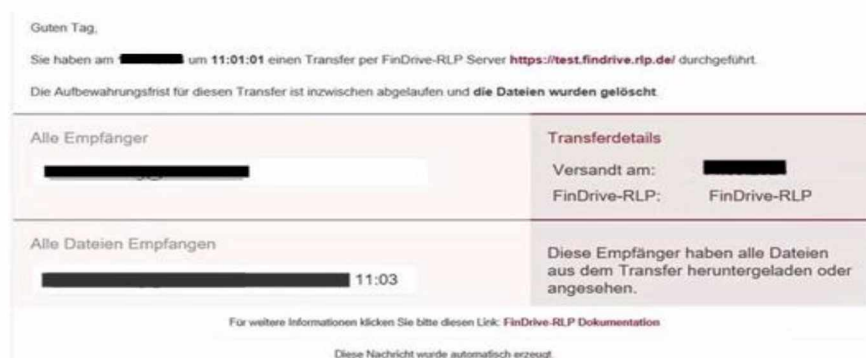 Guten Tag,
Sie haben am um 11:01:01 einen Transfer per FinDrive-RLP Server https://test.findrive.rlp.de/ durchgeführt.
Die Aufbewahrungsfrist für diesen Transfer ist inzwischen abgelaufen und die Dateien wurden gelöscht.
Alle Empfänger
Transferdetails
Versandt am:
FinDrive-RLP: FinDrive-RLP
Alle Dateien Empfangen
11:03
Diese Empfänger haben alle Dateien
aus dem Transfer heruntergeladen oder
angesehen.
Für weitere Informationen klicken Sie bitte diesen Link: FinDrive-RLP Dokumentation
Diese Nachricht wurde automatisch erzeugt.